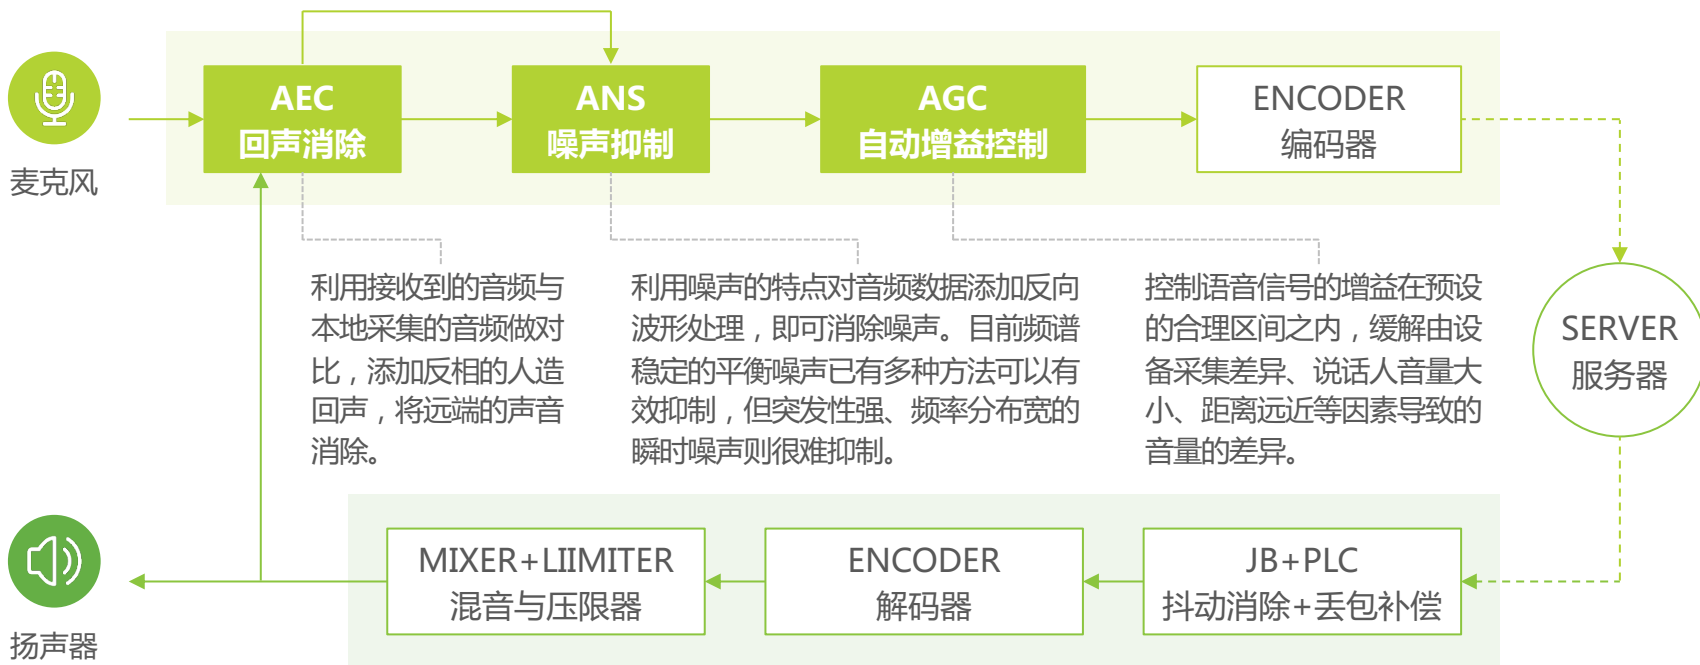 麦克风
AEC
回声消除
ANS
噪声抑制
AGC
自动增益控制
ENCODER
编码器
利用接收到的音频与
本地采集的音频做对
比，添加反相的人造
回声，将远端的声音
消除。
利用噪声的特点对音频数据添加反向
波形处理，即可消除噪声。目前频谱
稳定的平衡噪声已有多种方法可以有
效抑制，但突发性强、频率分布宽的
瞬时噪声则很难抑制。
控制语音信号的增益在预设
的合理区间之内，缓解由设
备采集差异、说话人音量大
小、距离远近等因素导致的
音量的差异。
SERVER
服务器
扬声器
MIXER+LIIMITER
混音与压限器
ENCODER
解码器
JB+PLC
抖动消除+丢包补偿